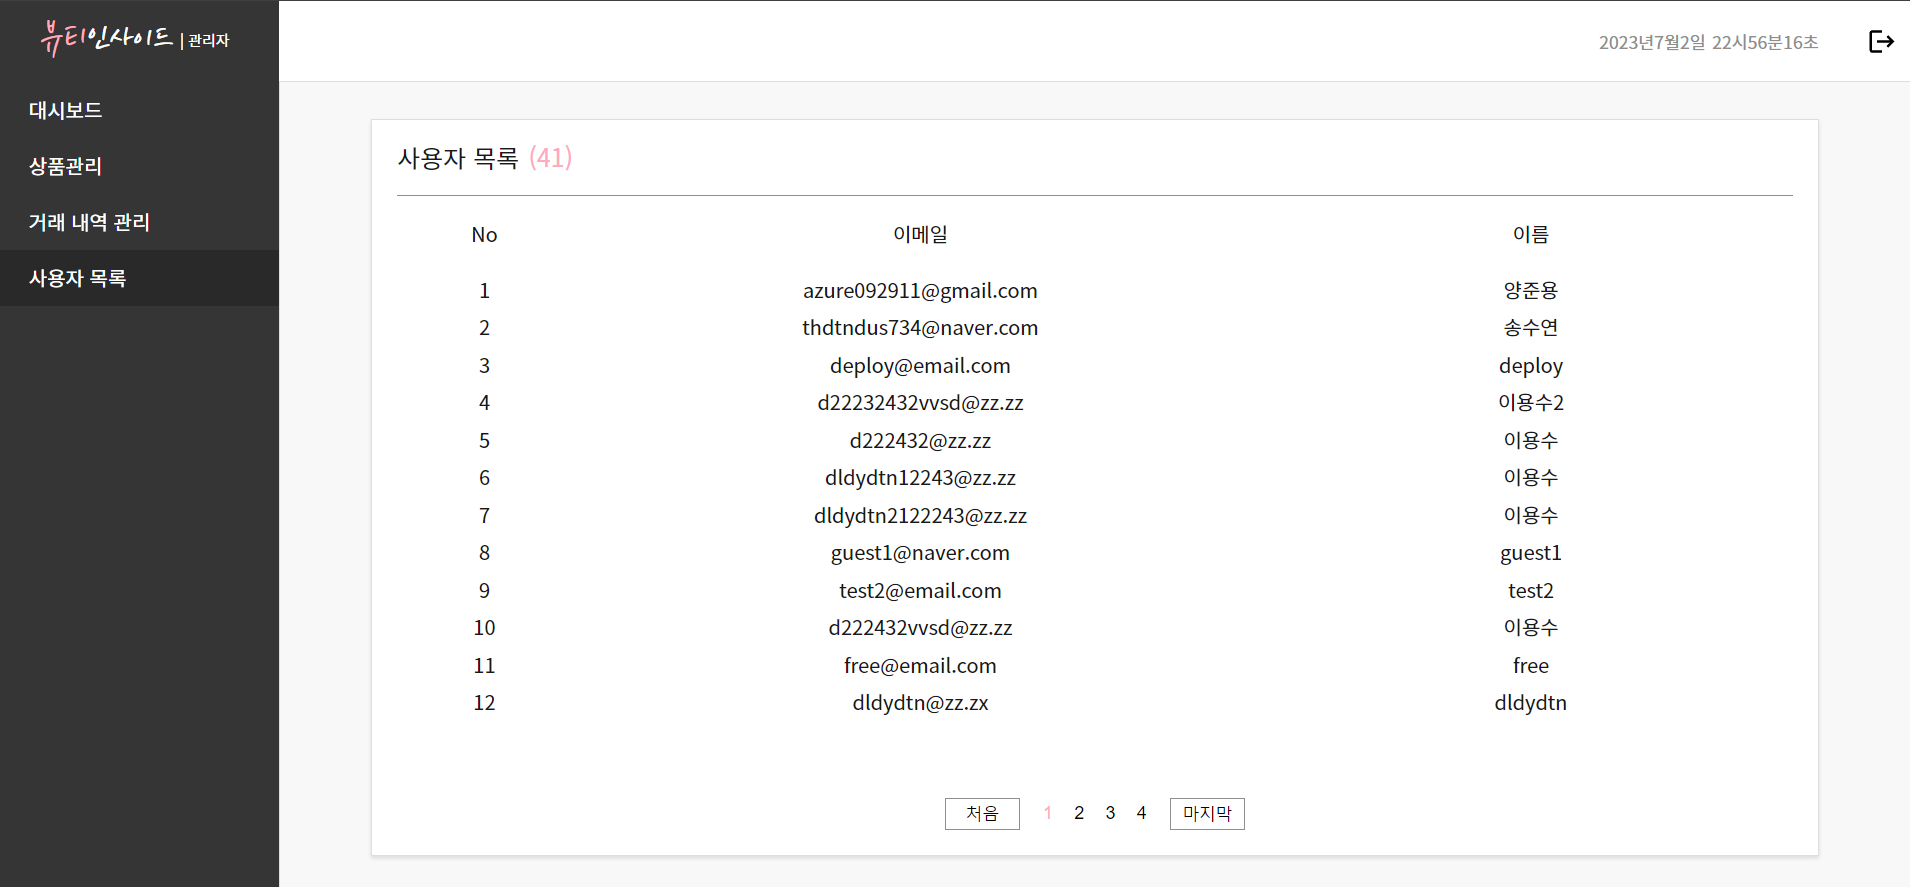 뷰티인사이드 | 관리자
2023년7월2일 22시56분16초
대시보드
상품관리
거래 내역 관리
사용자 목록
사용자 목록 (41)
No 이메일 이름
1 azure092911@gmail.com 양준용
2 thdtndus734@naver.com 송수연
3 deploy@email.com deploy
4 d22232432vvsd@zz.zz 이용수2
5 d222432@zz.zz 이용수
6 dldydtn12243@zz.zz 이용수
7 dldydtn2122243@zz.zz 이용수
8 guest1@naver.com guest1
9 test2@email.com test2
10 d222432vvsd@zz.zz 이용수
11 free@email.com free
12 dldydtn@zz.zx dldydtn
처음 1 2 3 4 마지막